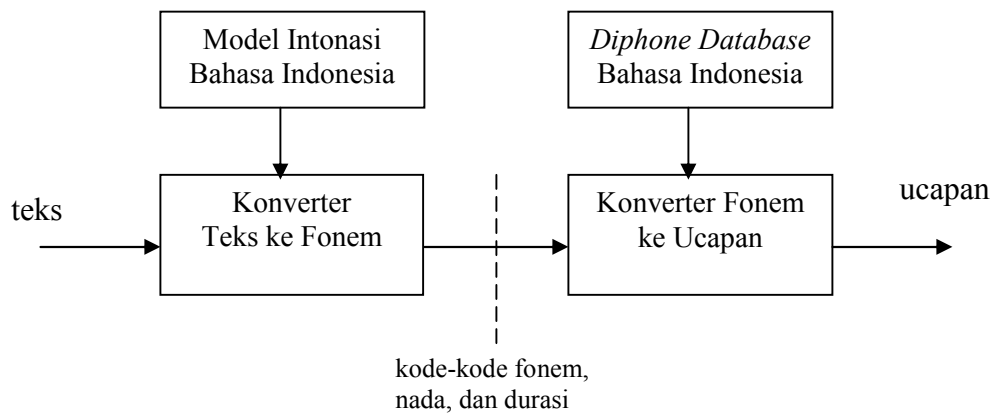 Model Intonasi
Bahasa Indonesia
Diphone Database
Bahasa Indonesia
teks
Konverter
Teks ke Fonem
Konverter Fonem
ke Ucapan
ucapan
kode-kode fonem,
nada, dan durasi